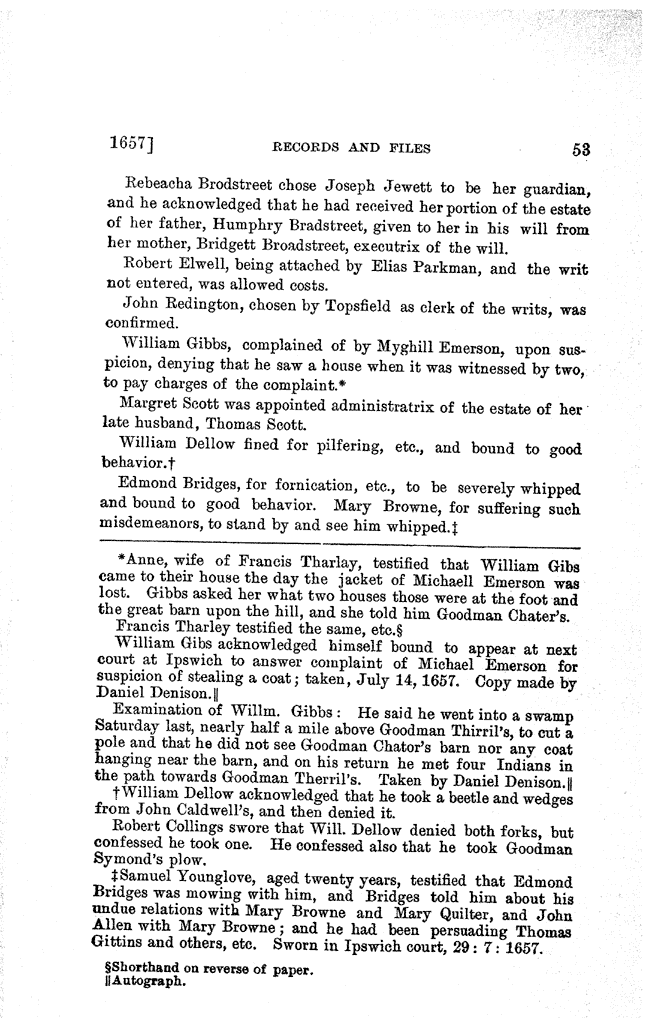 1657] RECORDS AND FILES 53
Rebeacha Brodstreet chose Joseph Jewett to be her guardian,
and he acknowledged that he had received her portion of the estate
of her father, Humphry Bradstreet, given to her in his will from
her mother, Bridgett Broadstreet, executrix of the will.
Robert Elwell, being attached by Elias Parkman, and the writ
not entered, was allowed costs.
John Redington, chosen by Topsfield as clerk of the writs, was
confirmed.
William Gibbs, complained of by Myghill Emerson, upon sus-
picion, denying that he saw a house when it was witnessed by two,
to pay charges of the complaint.*
Margret Scott was appointed administratrix of the estate of her
late husband, Thomas Scott.
William Dellow fined for pilfering, etc., and bound to good
behavior.†
Edmond Bridges, for fornication, etc., to be severely whipped
and bound to good behavior. Mary Browne, for suffering such
misdemeanors, to stand by and see him whipped.‡
*Anne, wife of Francis Tharlay, testified that William Gibs
came to their house the day the jacket of Michaell Emerson was
lost. Gibbs asked her what two houses those were at the foot and
the great barn upon the hill, and she told him Goodman Chater's.
Francis Tharley testified the same, etc.§
William Gibs acknowledged himself bound to appear at next
court at Ipswich to answer complaint of Michael Emerson for
suspicion of stealing a coat; taken, July 14, 1657. Copy made by
Daniel Denison.‖
Examination of Willm. Gibbs: He said he went into a swamp
Saturday last, nearly half a mile above Goodman Thirril's, to cut a
pole and that he did not see Goodman Chator's barn nor any coat
hanging near the barn, and on his return he met four Indians in
the path towards Goodman Therril's. Taken by Daniel Denison.‖
†William Dellow acknowledged that he took a beetle and wedges
from John Caldwell's, and then denied it.
Robert Collings swore that Will. Dellow denied both forks, but
confessed he took one. He confessed also that he took Goodman
Symond's plow.
‡Samuel Younglove, aged twenty years, testified that Edmond
Bridges was mowing with him, and Bridges told him about his
undue relations with Mary Browne and Mary Quilter, and John
Allen with Mary Browne; and he had been persuading Thomas
Gittins and others, etc. Sworn in Ipswich court, 29: 7: 1657.
§Shorthand on reverse of paper.
‖Autograph.